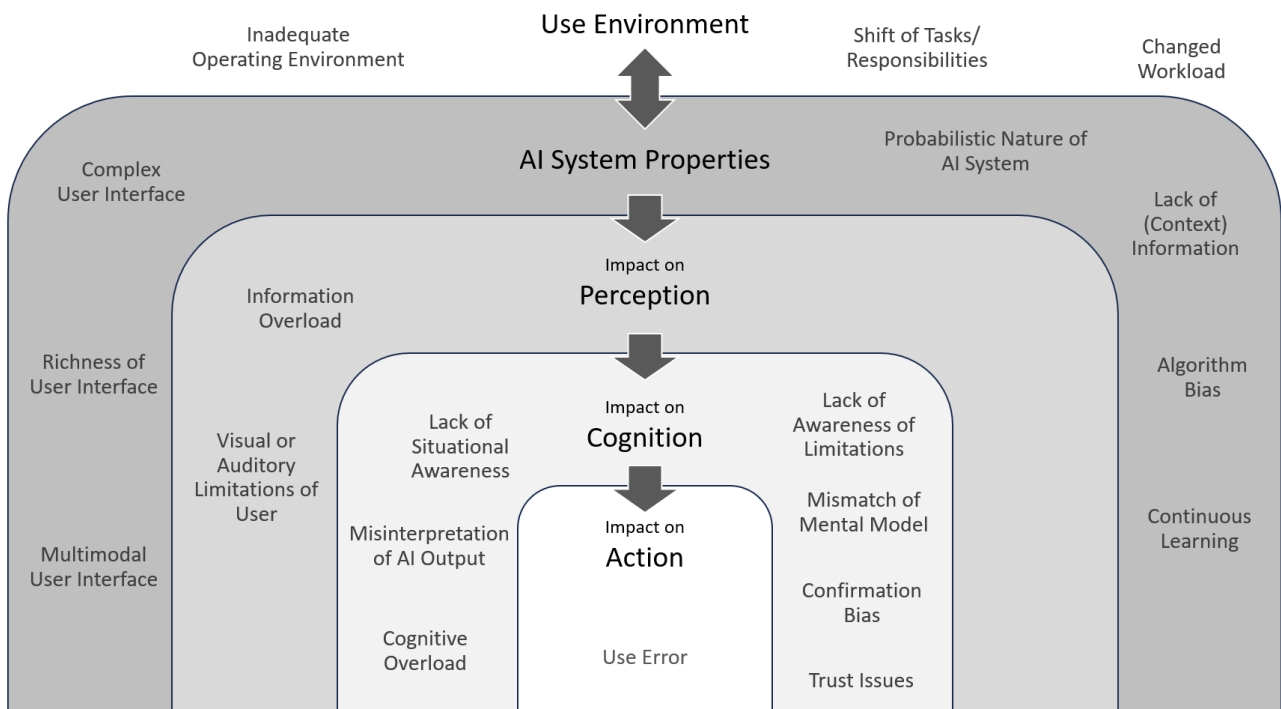 Use Environment
Inadequate
Operating Environment
Shift of Tasks/
Responsibilities
Changed
Workload
AI System Properties
Complex
User Interface
Probabilistic Nature of
AI System
Lack of
(Context)
Information
Richness of
User Interface
Algorithm
Bias
Multimodal
User Interface
Continuous
Learning
Impact on
Perception
Information
Overload
Visual or
Auditory
Limitations of
User
Impact on
Cognition
Lack of
Situational
Awareness
Lack of
Awareness of
Limitations
Misinterpretation
of AI Output
Mismatch of
Mental Model
Cognitive
Overload
Confirmation
Bias
Trust Issues
Impact on
Action
Use Error